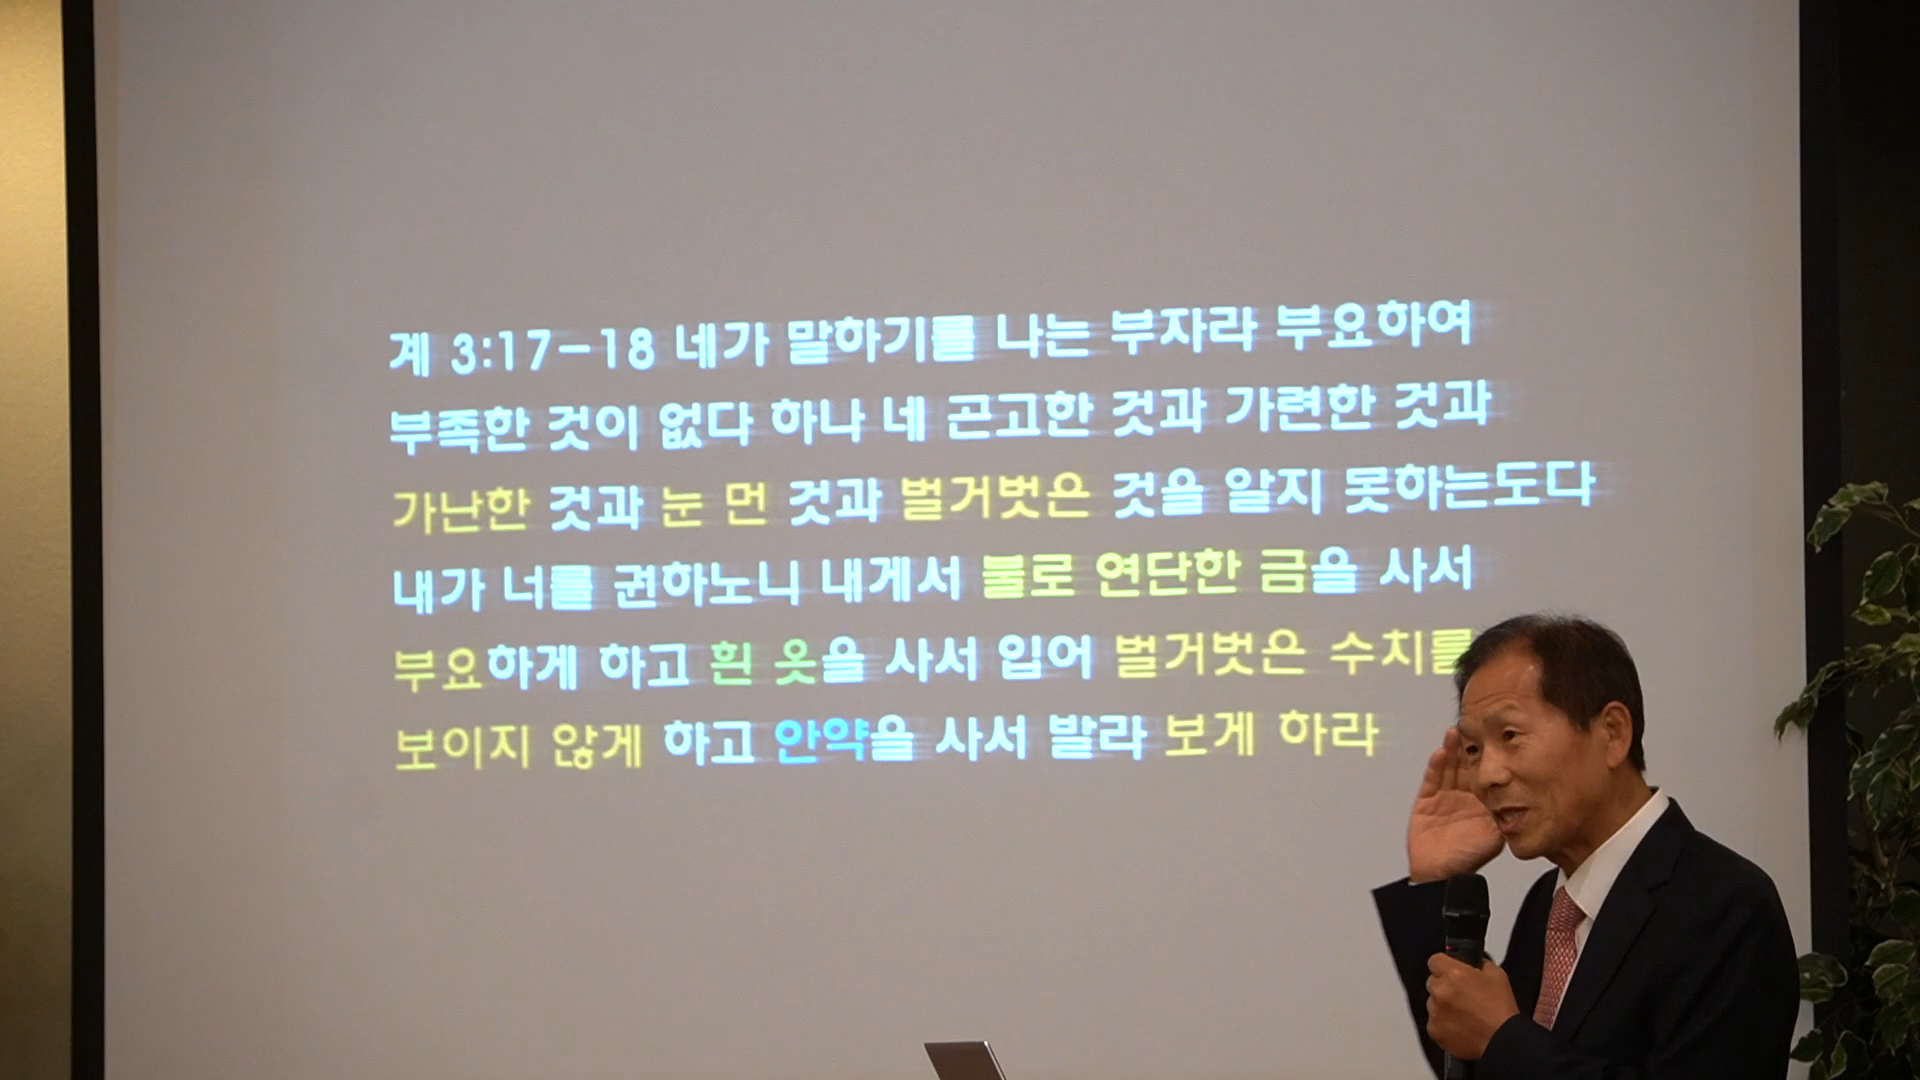 계 3:17-18 네가 말하기를 나는 부자라 부요하여
부족한 것이 없다 하나 네 곤고한 것과 가련한 것과
가난한 것과 눈 먼 것과 벌거벗은 것을 알지 못하는도다
내가 너를 권하노니 내게서 불로 연단한 금을 사서
부요하게 하고 흰 옷을 사서 입어 벌거벗은 수치를
보이지 않게 하고 안약을 사서 발라 보게 하라